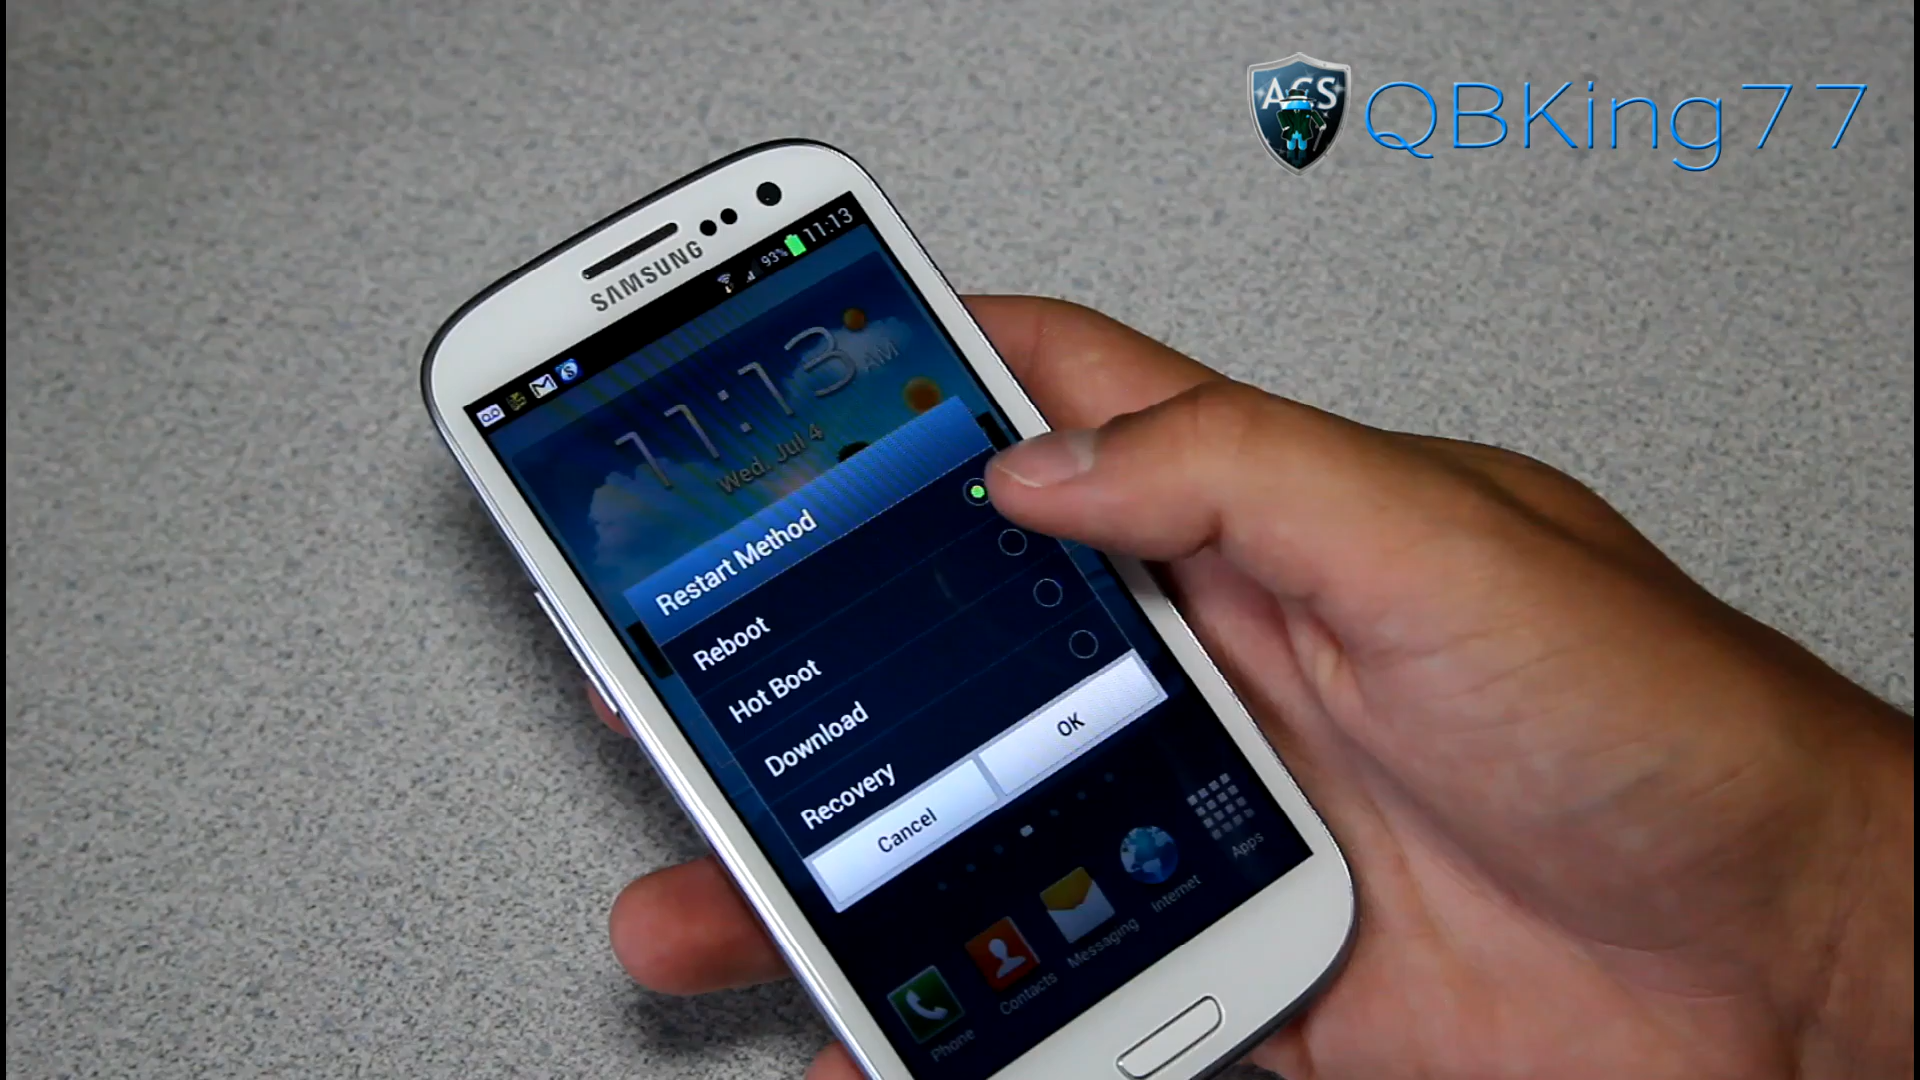 ACS QBKing77
SAMSUNG
93% 11:13
11:13 AM
Wed, Jul 4
Restart Method
Reboot
Hot Boot
Download
Recovery
Cancel OK
Phone Contacts Messaging Internet Apps